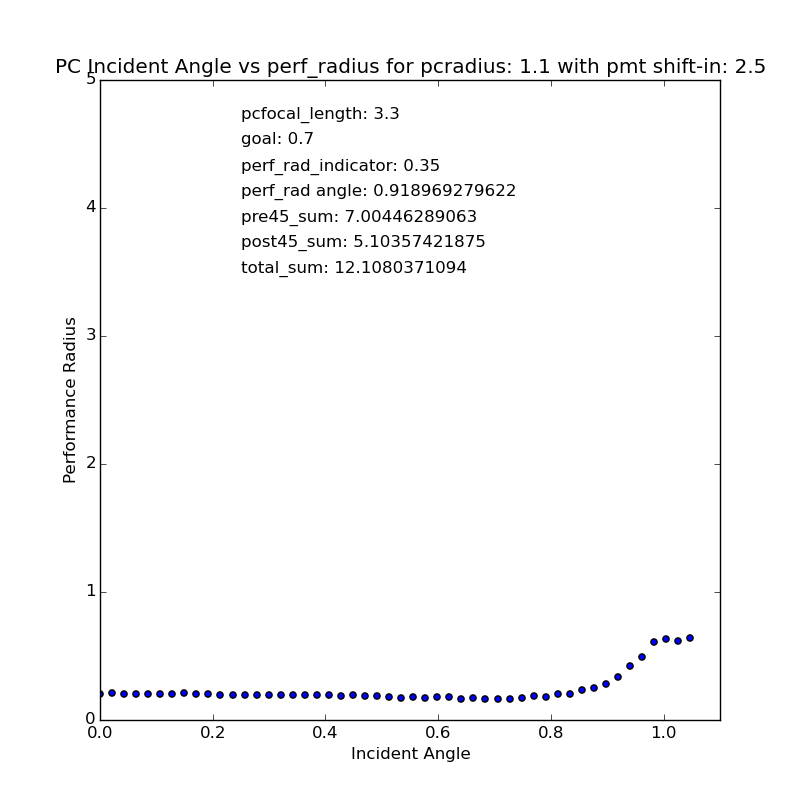 PC Incident Angle vs perf_radius for pcradius: 1.1 with pmt shift-in: 2.5
5
pcfocal_length: 3.3
goal: 0.7
perf_rad_indicator: 0.35
perf_rad angle: 0.918969279622
pre45_sum: 7.00446289063
post45_sum: 5.10357421875
total_sum: 12.1080371094
4
3
Performance Radius
2
1
0
0.0 0.2 0.4 0.6 0.8 1.0
Incident Angle